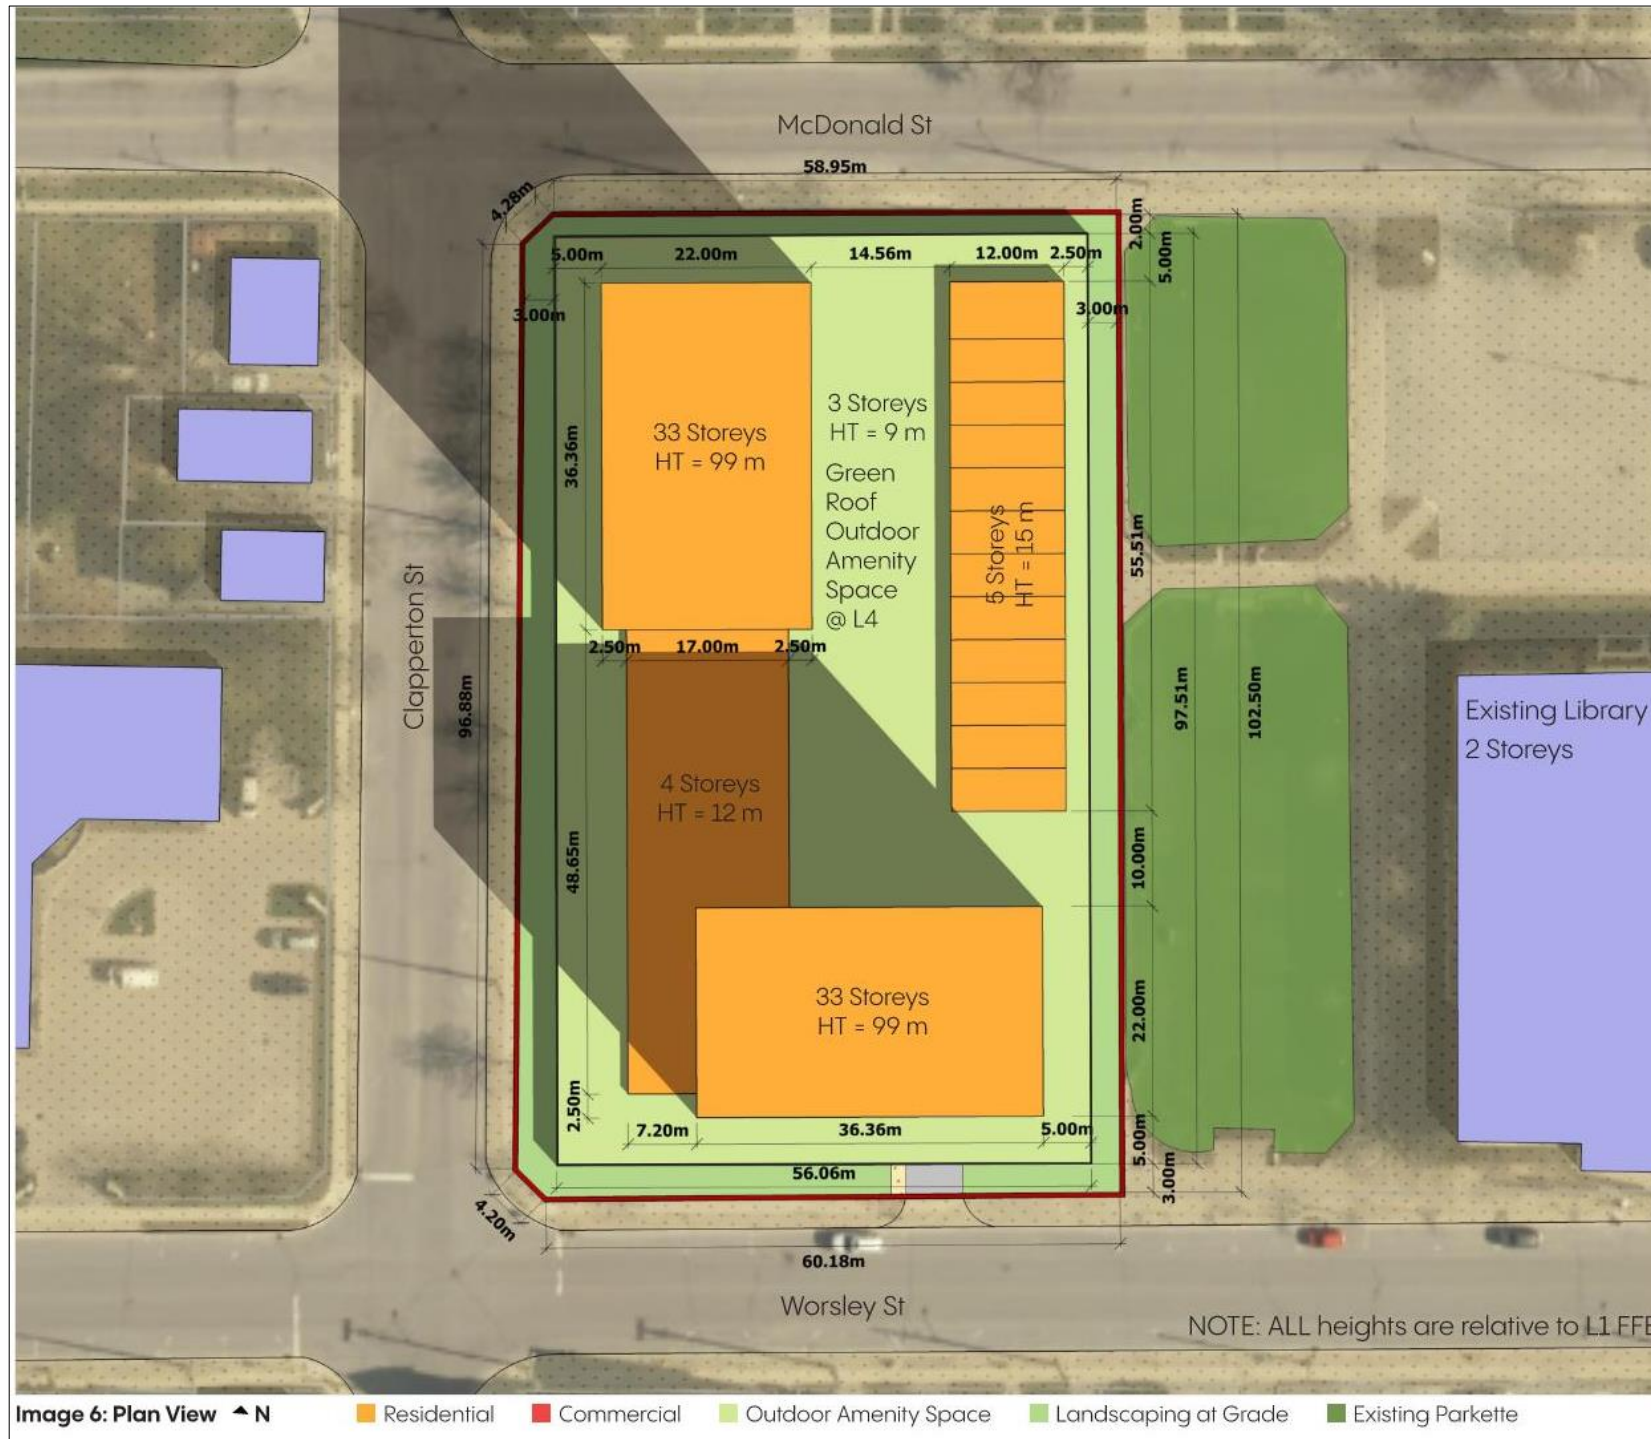 McDonald St
58.95m
4.28m
2.00m
5.00m
22.00m
14.56m
12.00m
2.50m
5.00m
3.00m
3.00m
33 Storeys
HT = 99 m
3 Storeys
HT = 9 m
Green
Roof
Outdoor
Amenity
Space
@ L4
36.36m
5 Storeys
HT = 15 m
55.51m
Clapperton St
2.50m
17.00m
2.50m
96.88m
97.51m
102.50m
Existing Library
2 Storeys
4 Storeys
HT = 12 m
48.65m
10.00m
33 Storeys
HT = 99 m
22.00m
2.50m
7.20m
36.36m
5.00m
5.00m
3.00m
56.06m
4.20m
60.18m
Worsley St
NOTE: ALL heights are relative to L1 FFE
Image 6: Plan View N
Residential
Commercial
Outdoor Amenity Space
Landscaping at Grade
Existing Parkette